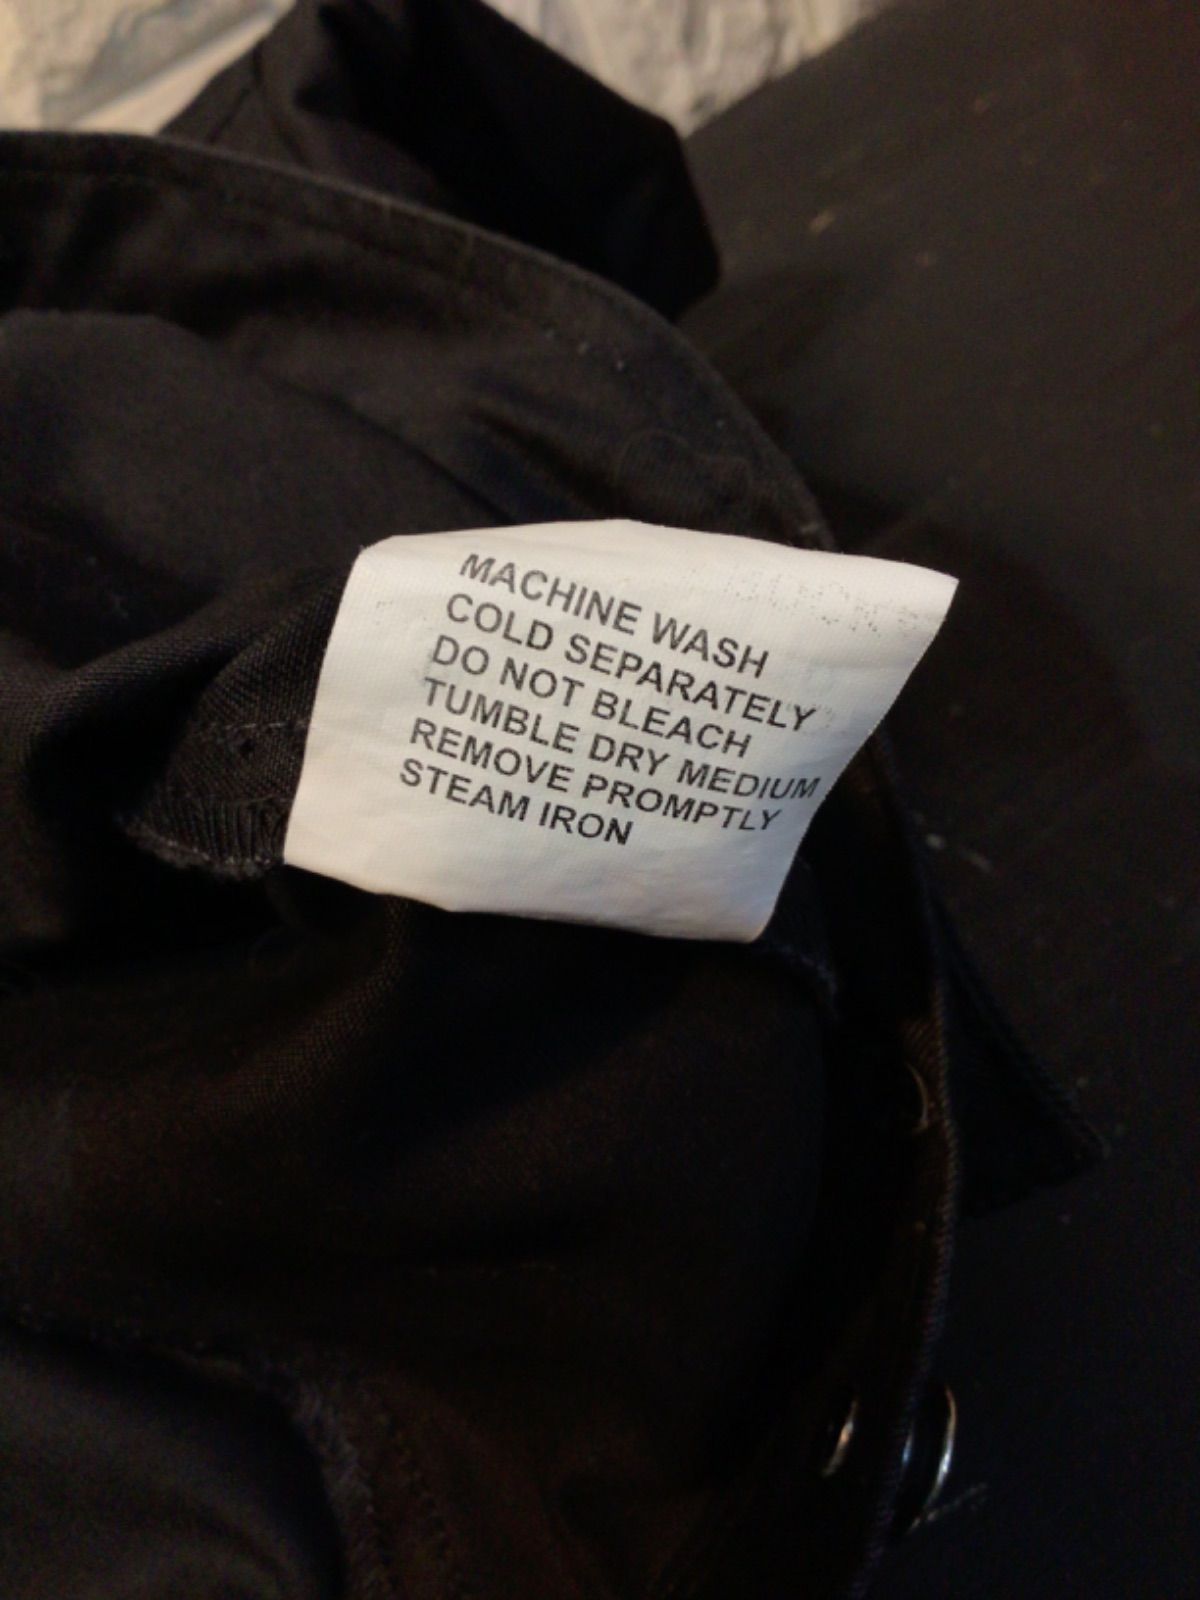 MACHINE WASH
COLD SEPARATELY
DO NOT BLEACH
TUMBLE DRY MEDIUM
REMOVE PROMPTLY
STEAM IRON